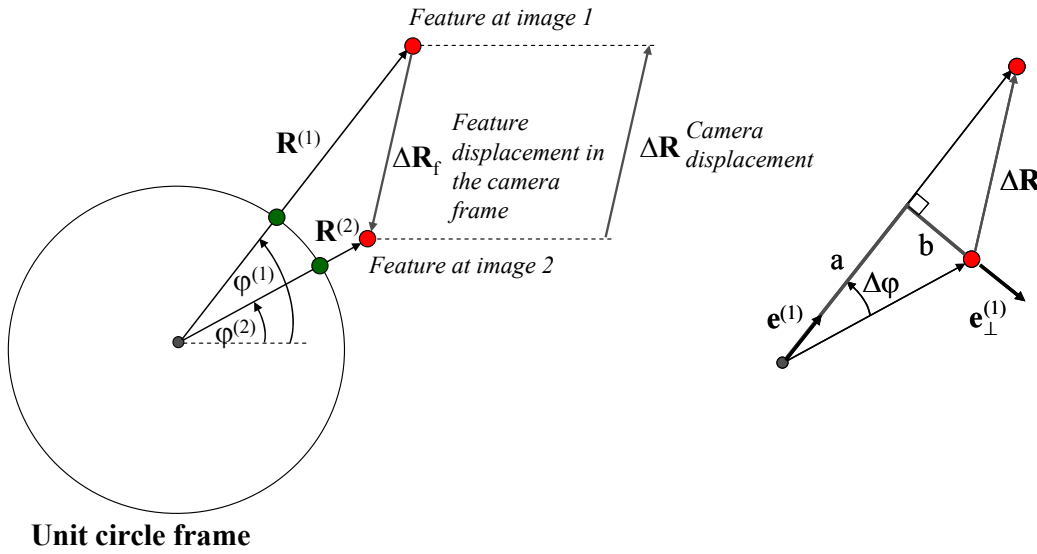 Feature at image 1
R⁽¹⁾
ΔR_f
Feature
displacement in
the camera
frame
ΔR
Camera
displacement
R⁽²⁾
Feature at image 2
φ⁽¹⁾
φ⁽²⁾
Unit circle frame
ΔR
a
b
Δφ
e⁽¹⁾
e⊥⁽¹⁾